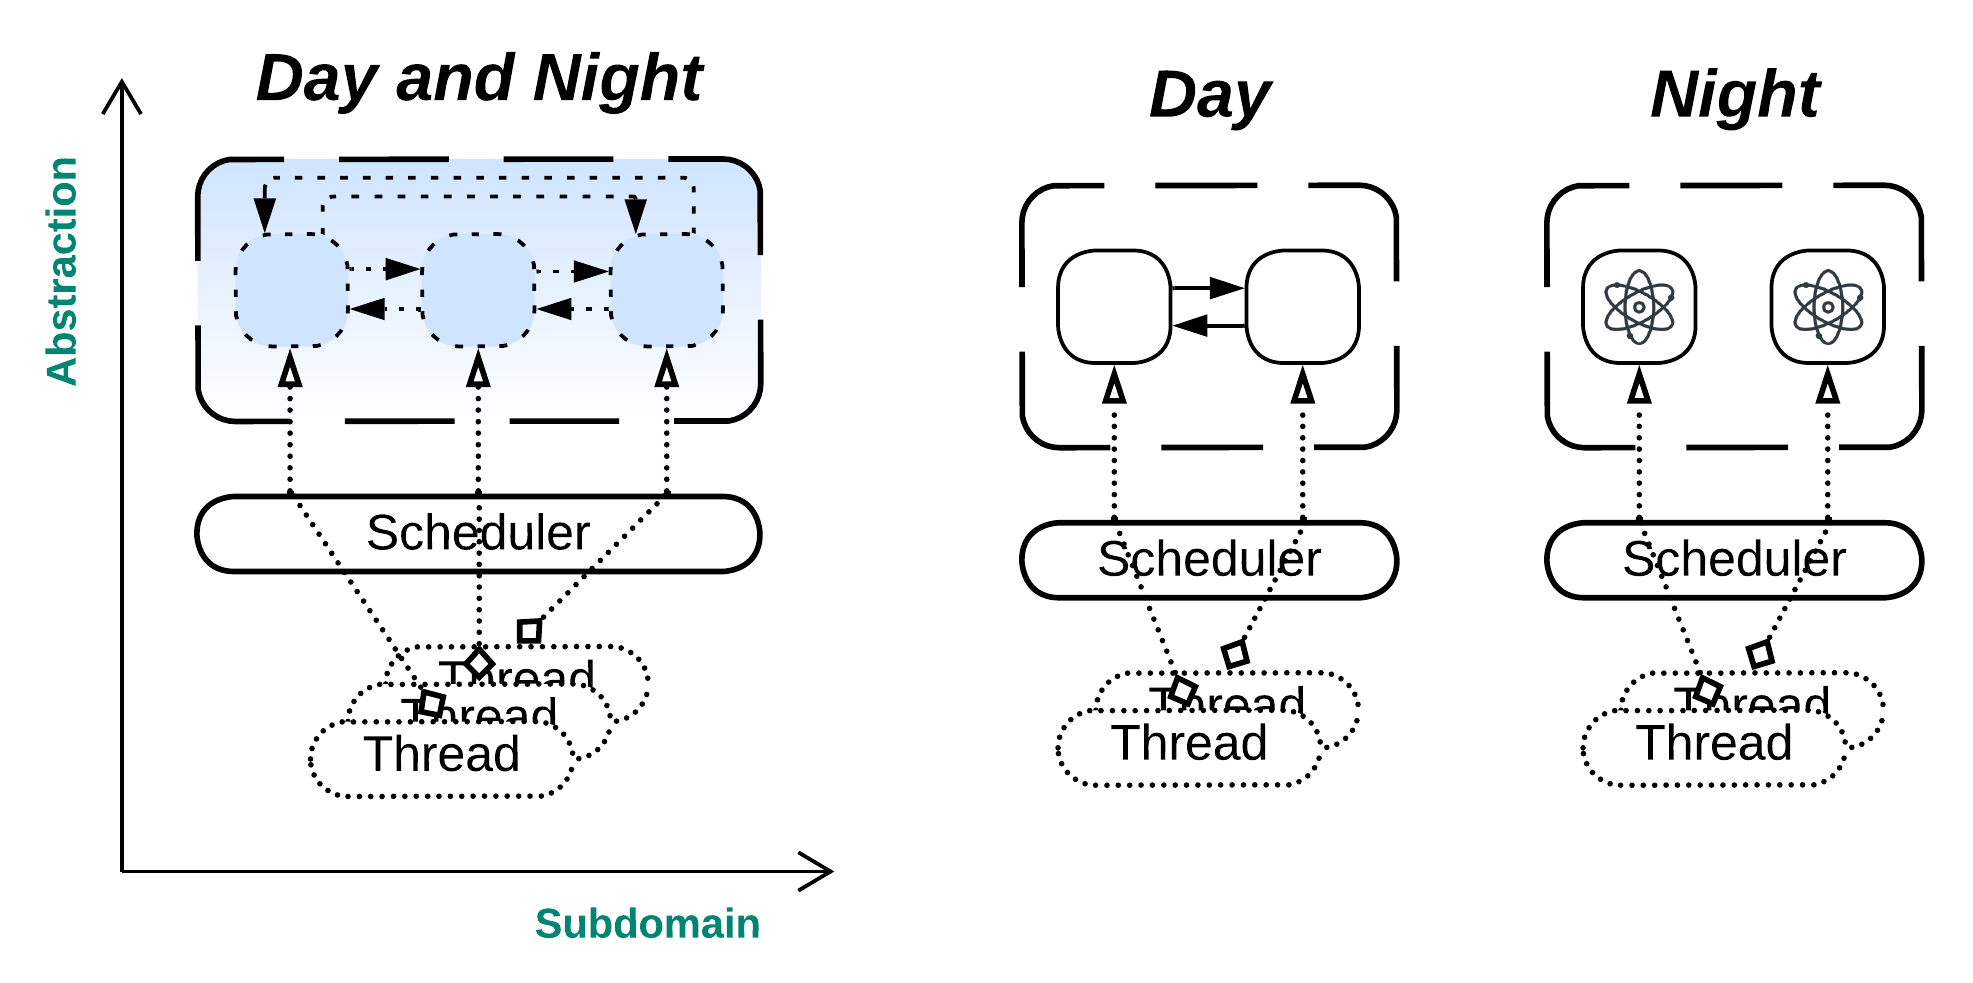 Day and Night
Day
Night
Abstraction
Scheduler
Scheduler
Scheduler
Thread
Thread
Thread
Thread
Thread
Thread
Thread
Subdomain